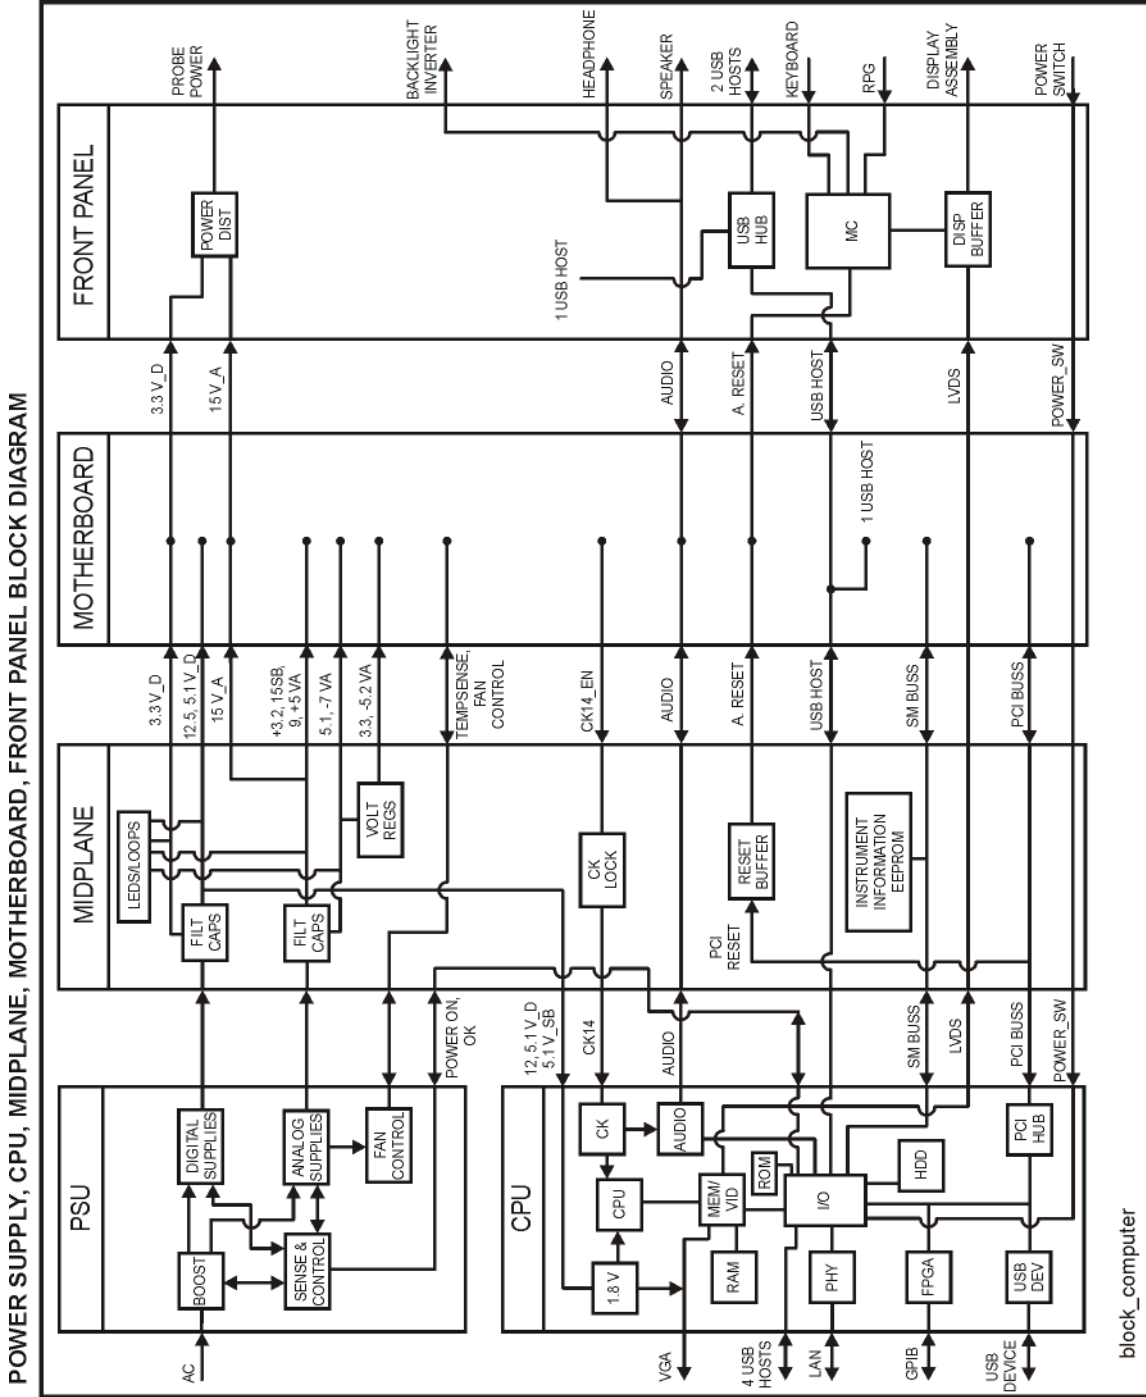 POWER SUPPLY, CPU, MIDPLANE, MOTHERBOARD, FRONT PANEL BLOCK DIAGRAM
PSU
AC
BOOST
SENSE &
CONTROL
DIGITAL
SUPPLIES
ANALOG
SUPPLIES
FAN
CONTROL
POWER ON,
OK
CPU
1.8 V
CPU
CK
AUDIO
MEM/
VID
RAM
ROM
I/O
PHY
HDD
FPGA
PCI
HUB
USB
DEV
VGA
4 USB
HOSTS
LAN
GPIB
USB
DEVICE
12, 5.1 V_D
5.1 V_SB
CK14
AUDIO
SM BUSS
LVDS
PCI BUSS
POWER_SW
MIDPLANE
LEDS/LOOPS
FILT
CAPS
FILT
CAPS
VOLT
REGS
CK
LOCK
RESET
BUFFER
PCI
RESET
INSTRUMENT
INFORMATION
EEPROM
3.3 V_D
12.5, 5.1 V_D
15 V_A
+3.2, 15SB,
9, +5 VA
5.1, -7 VA
3.3, -5.2 VA
TEMPSENSE,
FAN
CONTROL
CK14_EN
AUDIO
A. RESET
USB HOST
SM BUSS
PCI BUSS
MOTHERBOARD
1 USB HOST
3.3 V_D
15 V_A
AUDIO
A. RESET
USB HOST
LVDS
POWER_SW
FRONT PANEL
POWER
DIST
1 USB HOST
USB
HUB
MC
DISP
BUFFER
PROBE
POWER
BACKLIGHT
INVERTER
HEADPHONE
SPEAKER
2 USB
HOSTS
KEYBOARD
RPG
DISPLAY
ASSEMBLY
POWER
SWITCH
block_computer